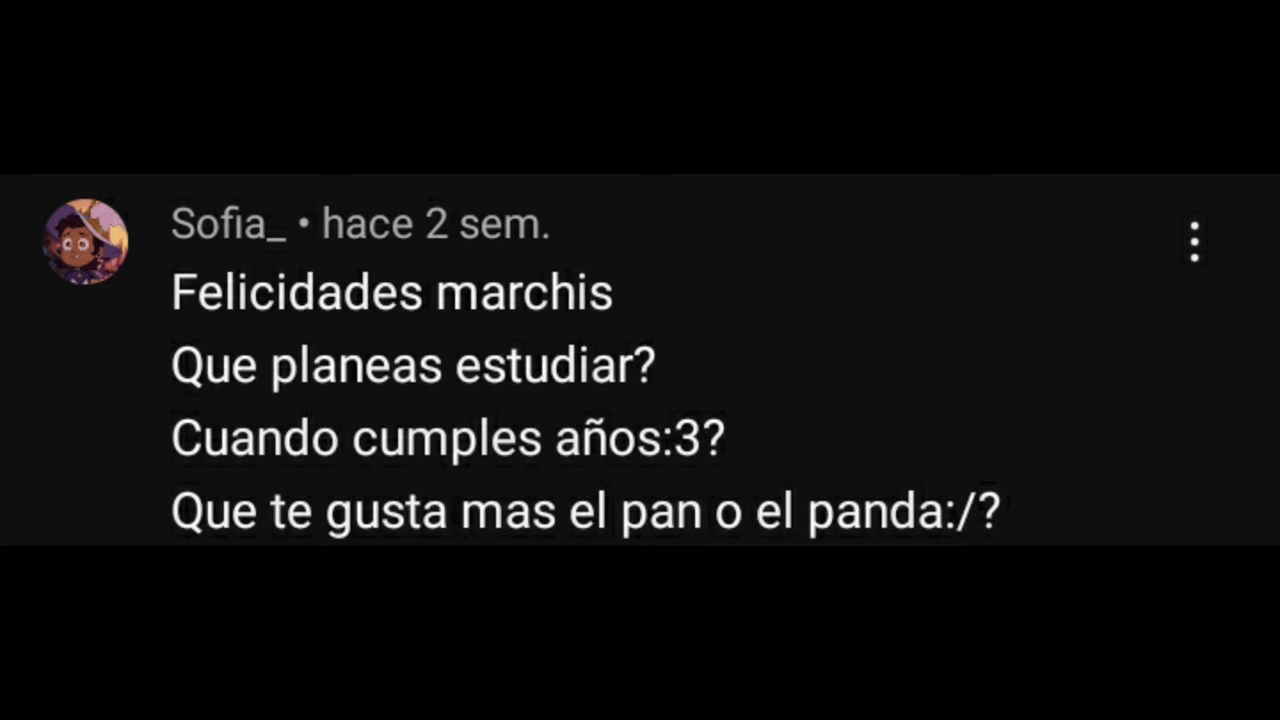 Sofia_ • hace 2 sem.
Felicidades marchis
Que planeas estudiar?
Cuando cumples años:3?
Que te gusta mas el pan o el panda:/?